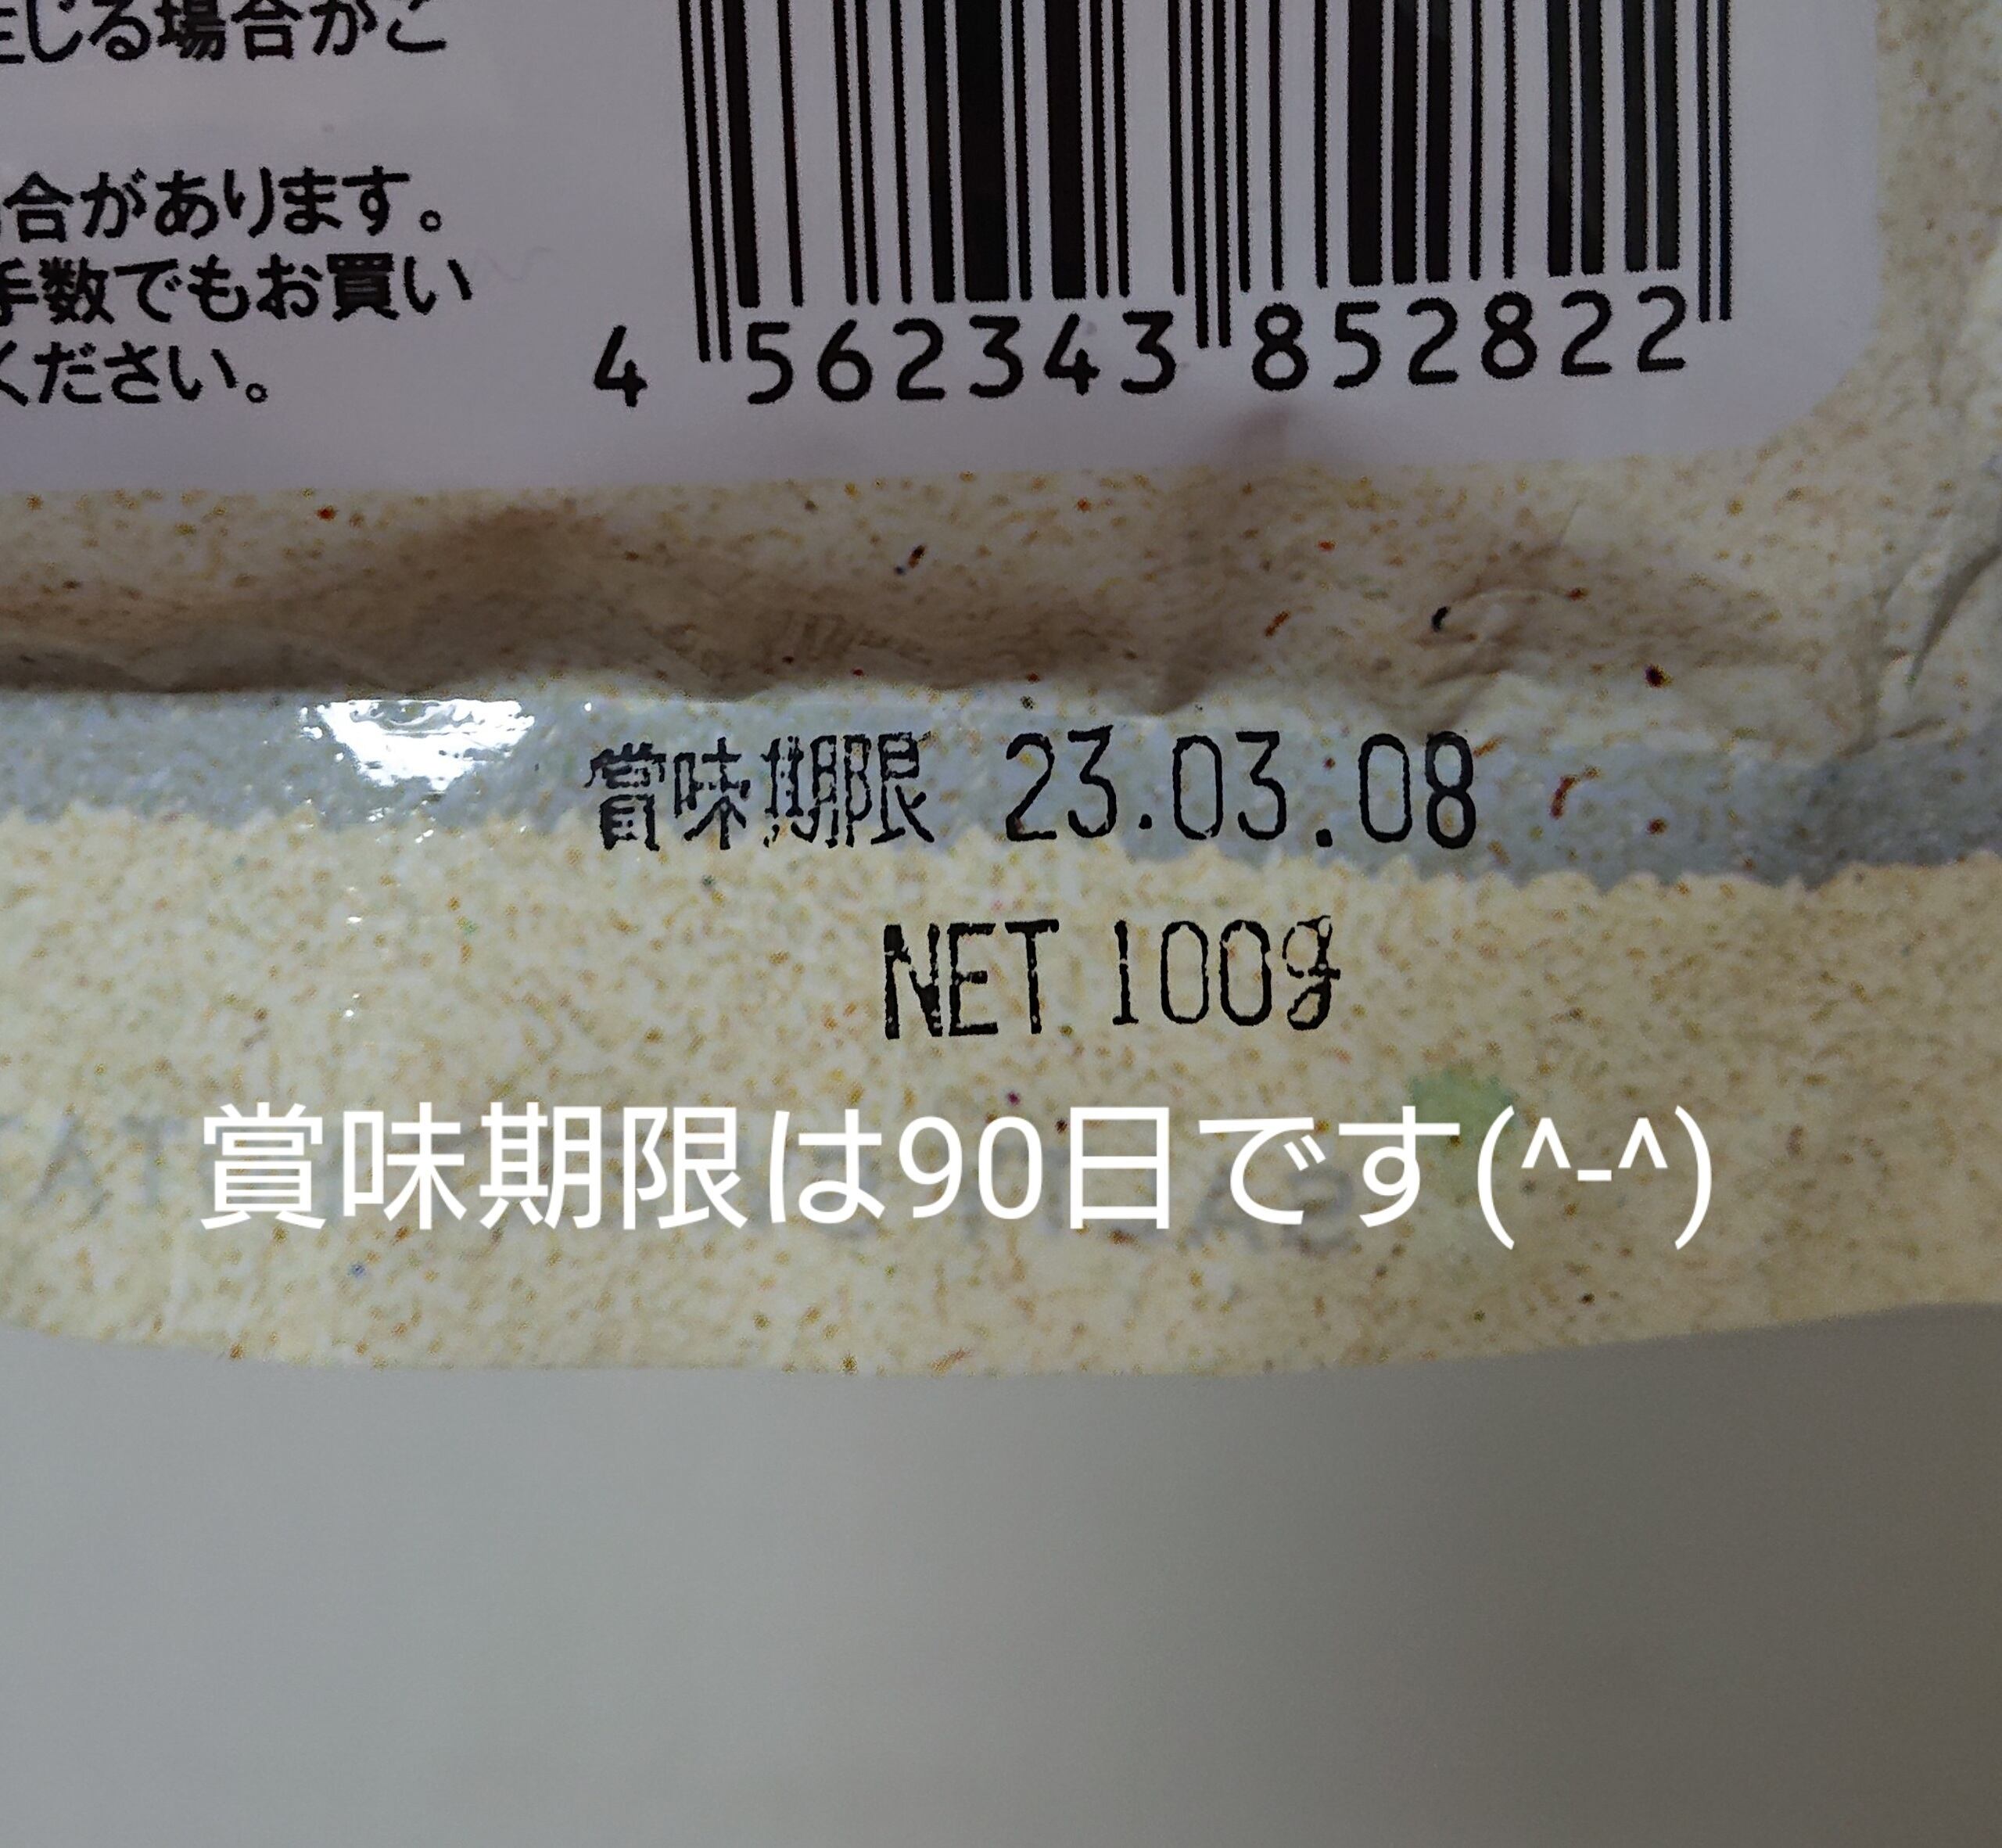 生じる場合がご
合があります。
手数でもお買い
ください。
4 562343 852822
賞味期限 23.03.08
NET 100g
賞味期限は90日です(^-^)